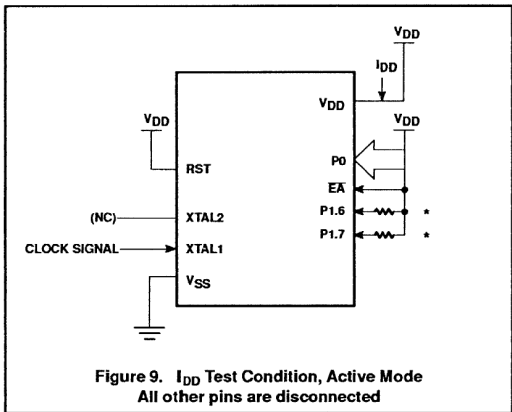 VDD
IDD
VDD
VDD
VDD
P0
RST
EA
(NC)
XTAL2
P1.6
*
P1.7
*
CLOCK SIGNAL
XTAL1
VSS
Figure 9. IDD Test Condition, Active Mode
All other pins are disconnected